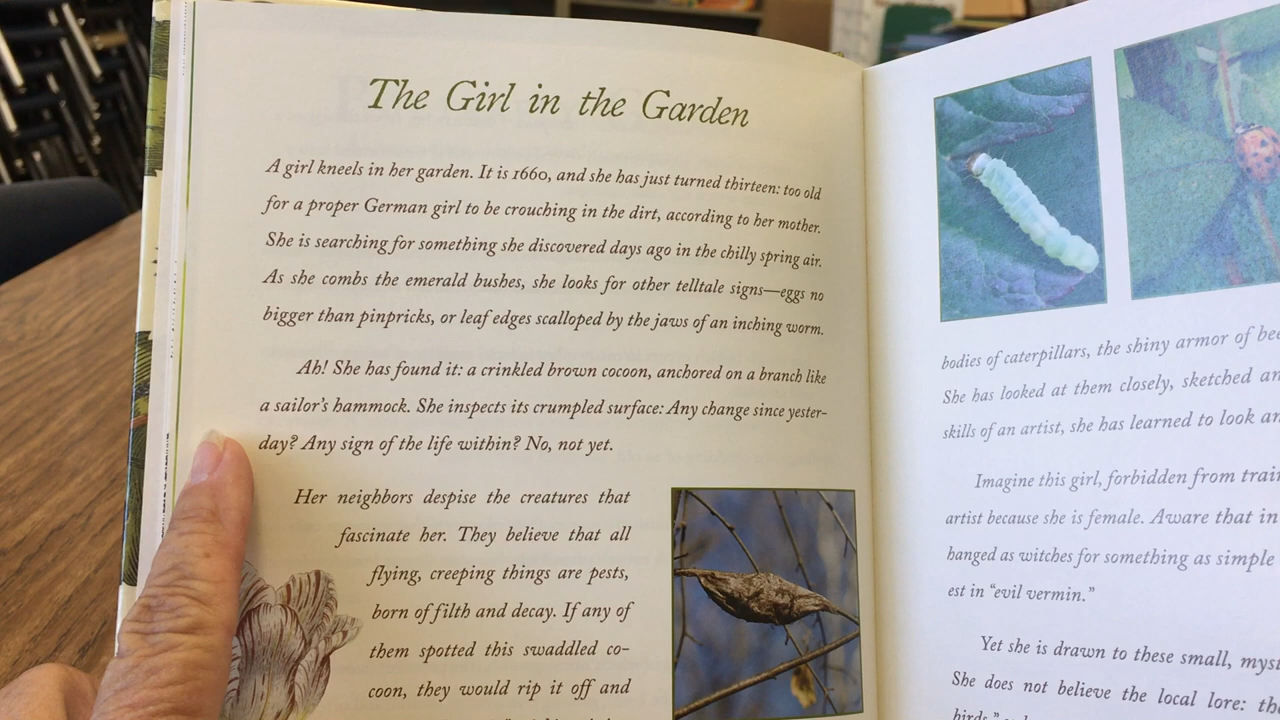 The Girl in the Garden
A girl kneels in her garden. It is 1660, and she has just turned thirteen: too old
for a proper German girl to be crouching in the dirt, according to her mother.
She is searching for something she discovered days ago in the chilly spring air.
As she combs the emerald bushes, she looks for other telltale signs—eggs no
bigger than pinpricks, or leaf edges scalloped by the jaws of an inching worm.
Ah! She has found it: a crinkled brown cocoon, anchored on a branch like
a sailor's hammock. She inspects its crumpled surface: Any change since yester-
day? Any sign of the life within? No, not yet.
Her neighbors despise the creatures that
fascinate her. They believe that all
flying, creeping things are pests,
born of filth and decay. If any of
them spotted this swaddled co-
coon, they would rip it off and
bodies of caterpillars, the shiny armor of
She has looked at them closely, sketched
skills of an artist, she has learned to look
Imagine this girl, forbidden from
artist because she is female. Aware that in
hanged as witches for something as simple
est in "evil vermin."
Yet she is drawn to these small,
She does not believe the local lore:
birds"